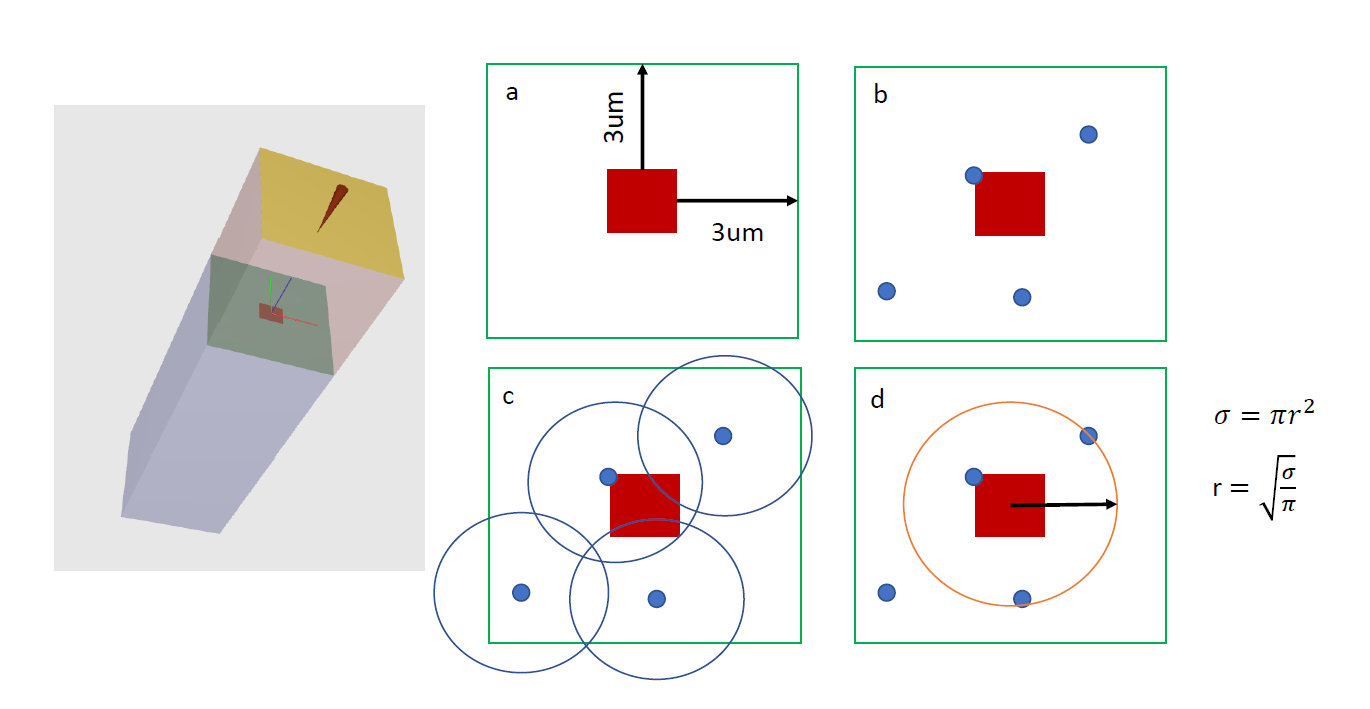 a
3um
3um
b
c
d
σ = πr²
r = √(σ/π)